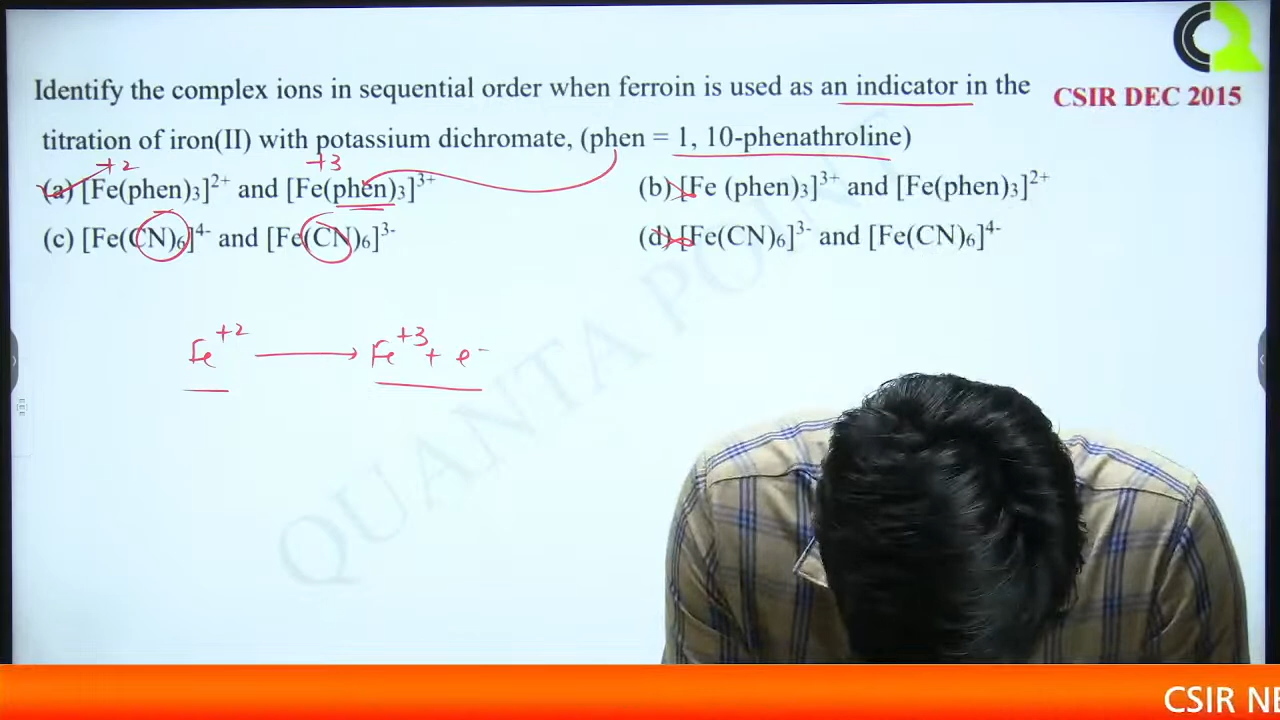 Identify the complex ions in sequential order when ferroin is used as an indicator in the
CSIR DEC 2015
titration of iron(II) with potassium dichromate, (phen = 1, 10-phenathroline)
+2 +3
(a) [Fe(phen)₃]²⁺ and [Fe(phen)₃]³⁺
(b) [Fe (phen)₃]³⁺ and [Fe(phen)₃]²⁺
(c) [Fe(CN)₆]⁴⁻ and [Fe(CN)₆]³⁻
(d) [Fe(CN)₆]³⁻ and [Fe(CN)₆]⁴⁻
Fe⁺² → Fe⁺³ + e⁻
QUANTA POINT
CSIR NE